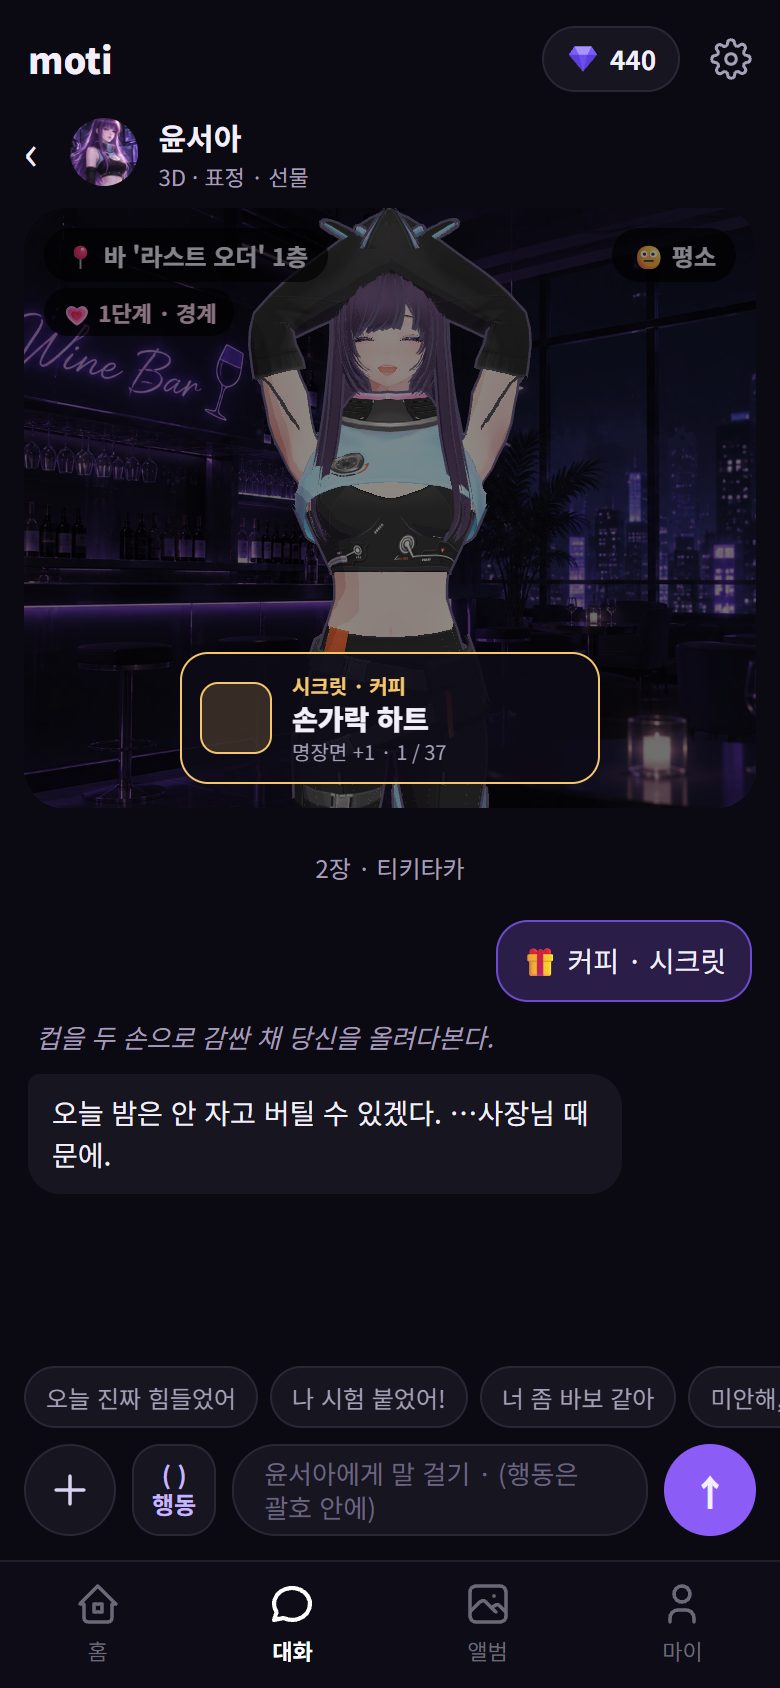 moti
440
윤서아
3D · 표정 · 선물
바 '라스트 오더' 1층
평소
1단계 · 경계
Wine Bar
시크릿 · 커피
손가락 하트
명장면 +1 · 1 / 37
2장 · 티키타카
커피 · 시크릿
컵을 두 손으로 감싼 채 당신을 올려다본다.
오늘 밤은 안 자고 버틸 수 있겠다. …사장님 때
문에.
오늘 진짜 힘들었어
나 시험 붙었어!
너 좀 바보 같아
미안해,
( )
행동
윤서아에게 말 걸기 · (행동은
괄호 안에)
홈
대화
앨범
마이